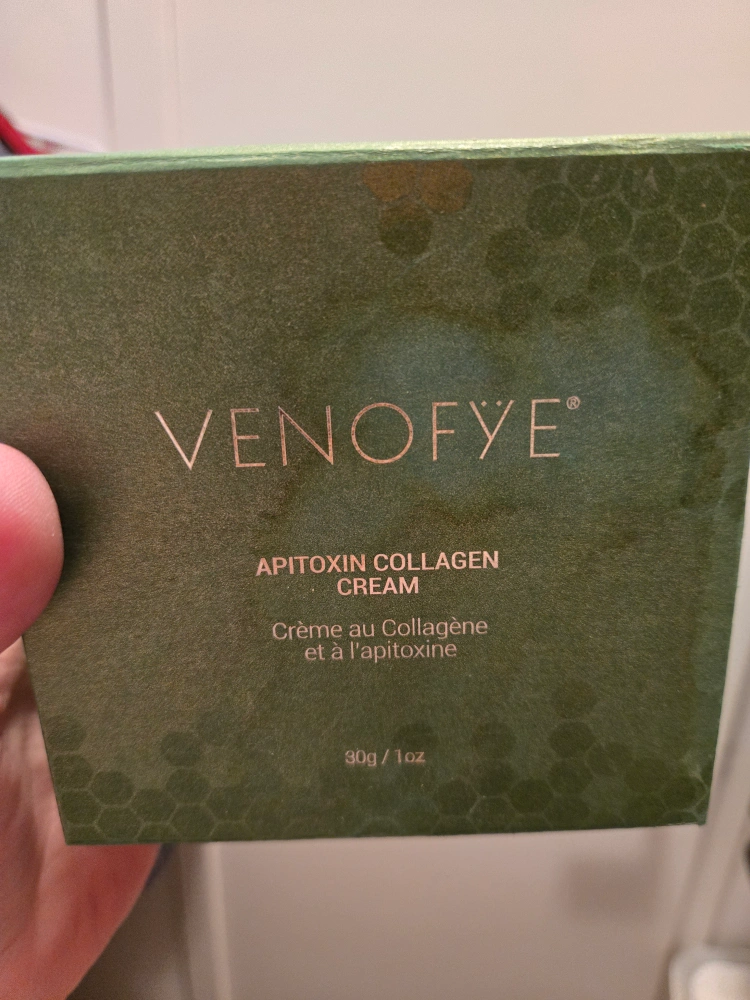 VENOFŸE®
APITOXIN COLLAGEN
CREAM
Crème au Collagène
et à l'apitoxine
30g / 1oz